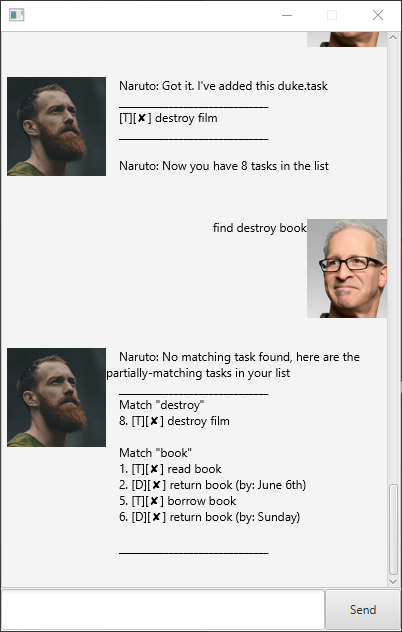 Naruto: Got it. I've added this duke.task
____________________________
[T][✘] destroy film
____________________________
Naruto: Now you have 8 tasks in the list
find destroy book
Naruto: No matching task found, here are the
partially-matching tasks in your list
____________________________
Match "destroy"
8. [T][✘] destroy film
Match "book"
1. [T][✘] read book
2. [D][✘] return book (by: June 6th)
5. [T][✘] borrow book
6. [D][✘] return book (by: Sunday)
____________________________
Send